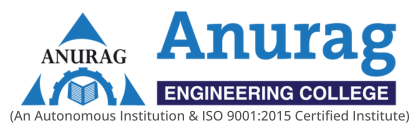 ANURAG
Anurag
ENGINEERING COLLEGE
(An Autonomous Institution & ISO 9001:2015 Certified Institute)